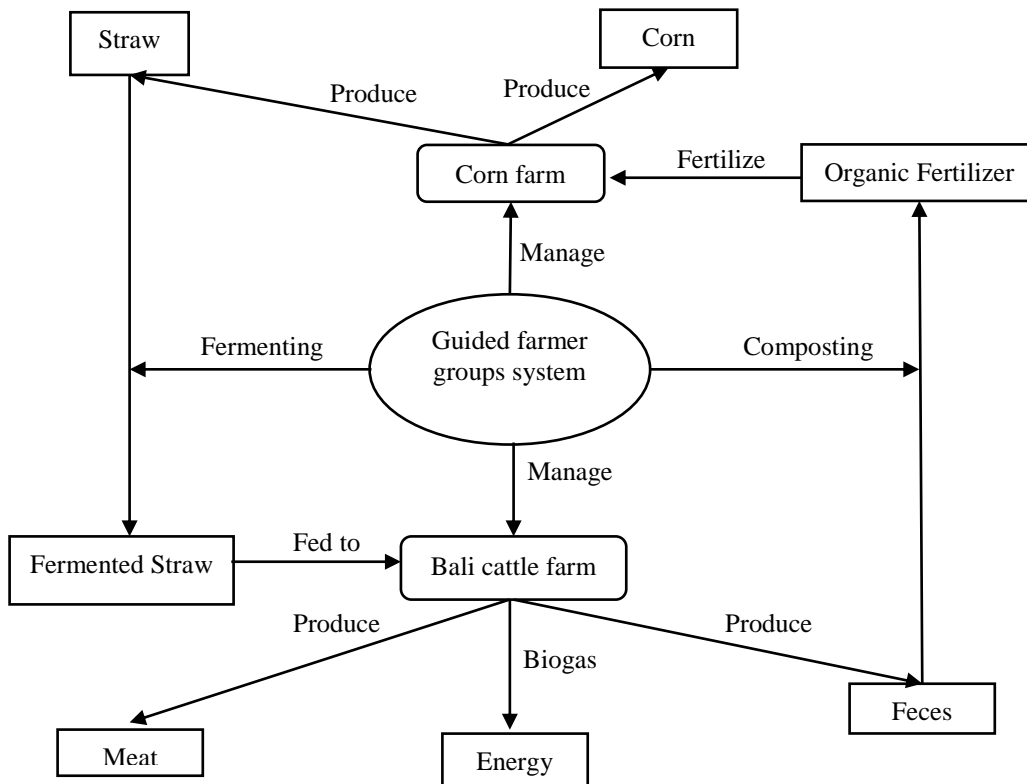 Straw
Corn
Produce
Produce
Corn farm
Fertilize
Organic Fertilizer
Manage
Fermenting
Guided farmer
groups system
Composting
Manage
Fermented Straw
Fed to
Bali cattle farm
Produce
Produce
Biogas
Feces
Meat
Energy